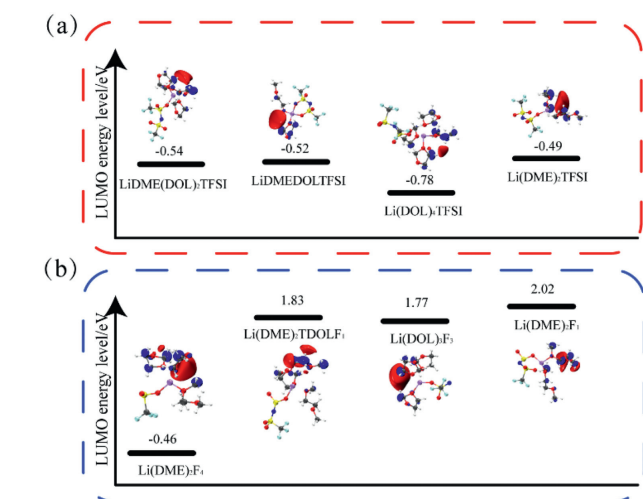 (a)
LUMO energy level/eV
-0.54
LiDME(DOL)₂TFSI
-0.52
LiDMEDOLTFSI
-0.78
Li(DOL)₄TFSI
-0.49
Li(DME)₂TFSI
(b)
LUMO energy level/eV
-0.46
Li(DME)₂F₄
1.83
Li(DME)₂TDOLF₁
1.77
Li(DOL)₃F₃
2.02
Li(DME)₂F₁